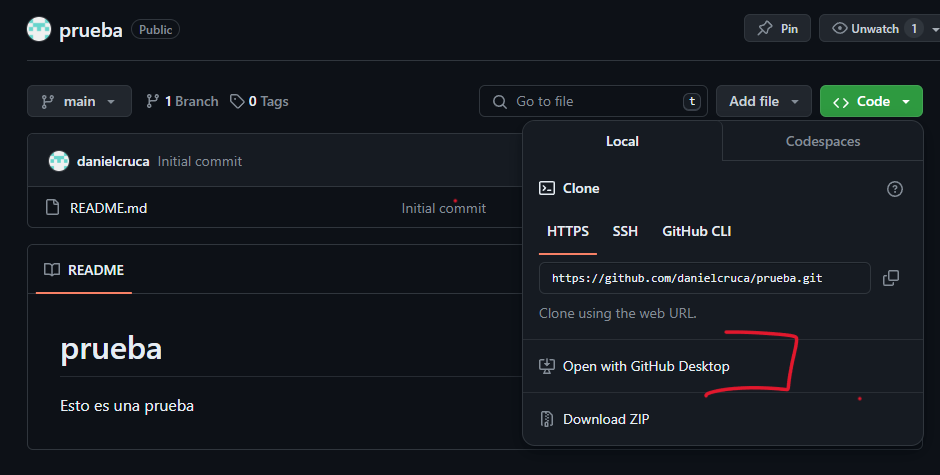 prueba Public Pin Unwatch 1
main 1 Branch 0 Tags Go to file t Add file Code
danielcruca Initial commit
README.md Initial commit
README
prueba
Esto es una prueba
Local Codespaces
Clone
HTTPS SSH GitHub CLI
https://github.com/danielcruca/prueba.git
Clone using the web URL.
Open with GitHub Desktop
Download ZIP